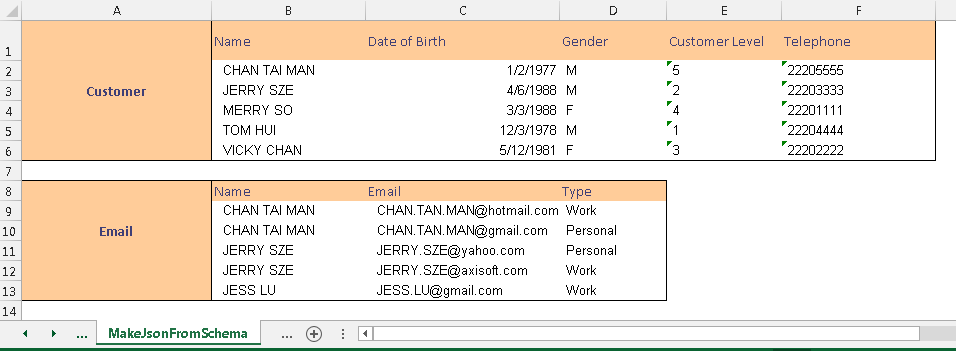 A B C D E F
1 Name Date of Birth Gender Customer Level Telephone
2 CHAN TAI MAN 1/2/1977 M 5 22205555
3 Customer JERRY SZE 4/6/1988 M 2 22203333
4 MERRY SO 3/3/1988 F 4 22201111
5 TOM HUI 12/3/1978 M 1 22204444
6 VICKY CHAN 5/12/1981 F 3 22202222
7
8 Name Email Type
9 CHAN TAI MAN CHAN.TAN.MAN@hotmail.com Work
10 Email CHAN TAI MAN CHAN.TAN.MAN@gmail.com Personal
11 JERRY SZE JERRY.SZE@yahoo.com Personal
12 JERRY SZE JERRY.SZE@axisoft.com Work
13 JESS LU JESS.LU@gmail.com Work
14
... MakeJsonFromSchema ...